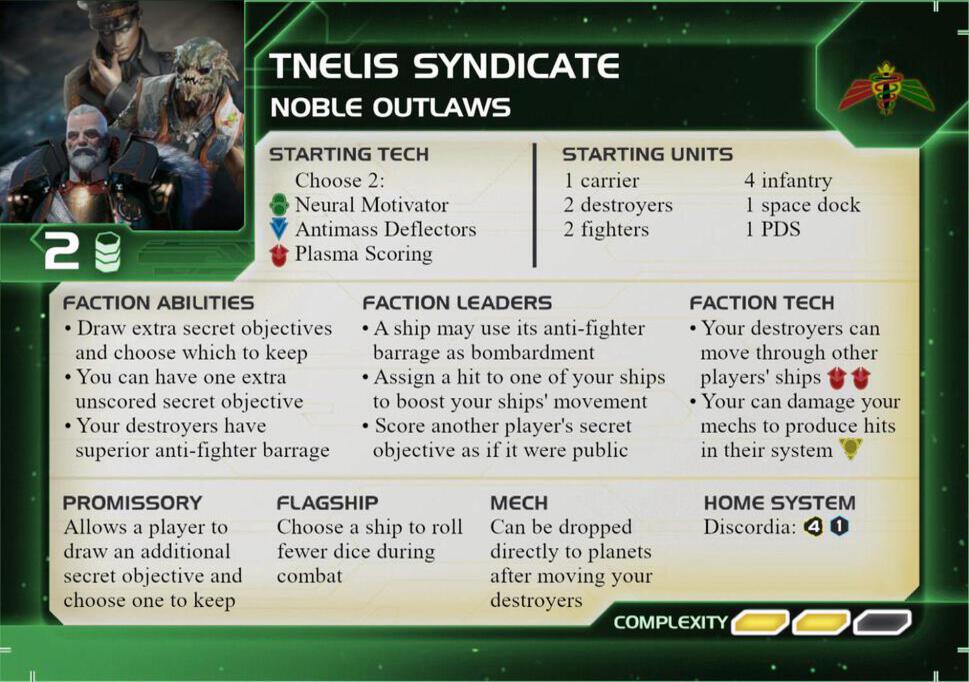 TNELIS SYNDICATE
NOBLE OUTLAWS
2
STARTING TECH
Choose 2:
Neural Motivator
Antimass Deflectors
Plasma Scoring
STARTING UNITS
1 carrier
2 destroyers
2 fighters
4 infantry
1 space dock
1 PDS
FACTION ABILITIES
• Draw extra secret objectives
and choose which to keep
• You can have one extra
unscored secret objective
• Your destroyers have
superior anti-fighter barrage
FACTION LEADERS
• A ship may use its anti-fighter
barrage as bombardment
• Assign a hit to one of your ships
to boost your ships' movement
• Score another player's secret
objective as if it were public
FACTION TECH
• Your destroyers can
move through other
players' ships
• Your can damage your
mechs to produce hits
in their system
PROMISSORY
Allows a player to
draw an additional
secret objective and
choose one to keep
FLAGSHIP
Choose a ship to roll
fewer dice during
combat
MECH
Can be dropped
directly to planets
after moving your
destroyers
HOME SYSTEM
Discordia: 4 1
COMPLEXITY